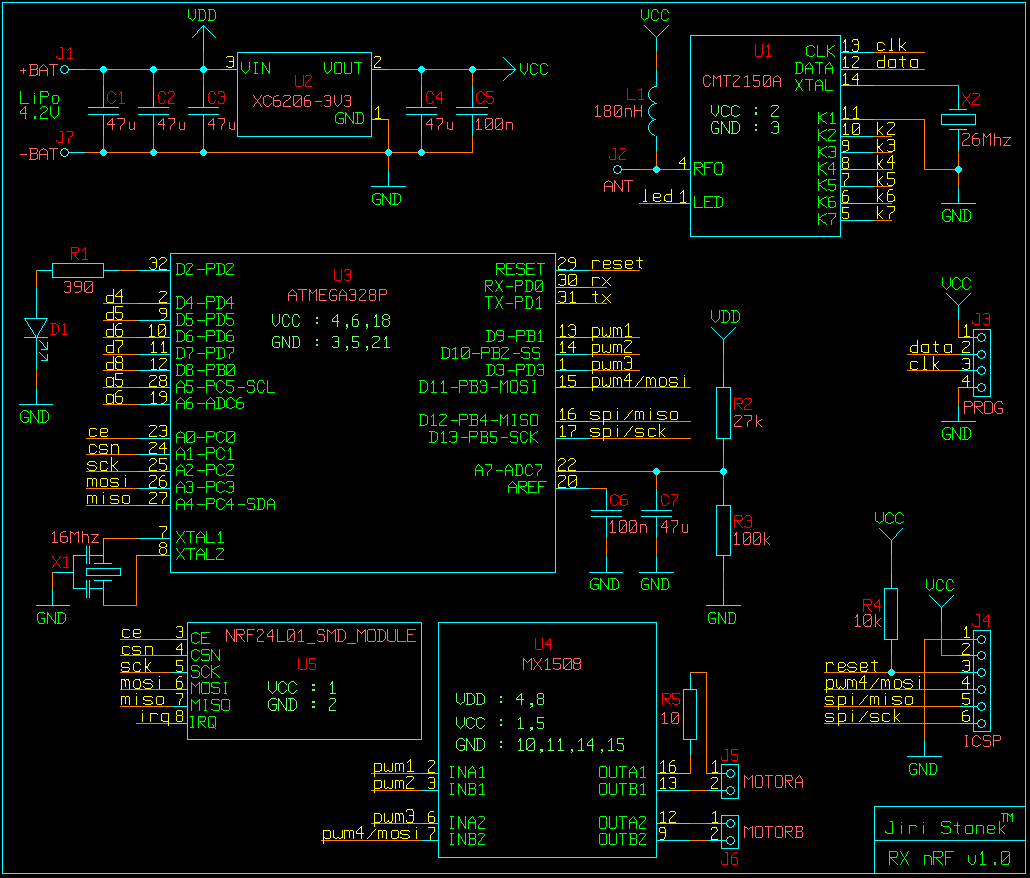 VDD
J1
+BAT
LiPo
4.2V
J7
-BAT
C1
47u
C2
47u
C3
47u
3 VIN
VOUT 2
U2
XC6206-3V3
GND 1
C4
47u
C5
100n
VCC
GND
VCC
L1
180nH
J2
ANT
4 RFO
led 1 LED
U1
CMT2150A
VCC : 2
GND : 3
CLK 13 clk
DATA 12 data
XTAL 14
K1 11
K2 10 k2
K3 9 k3
K4 8 k4
K5 7 k5
K6 6 k6
K7 5 k7
X2
26Mhz
GND
R1
390
D1
GND
32 D2-PD2
d4 2 D4-PD4
d5 9 D5-PD5
d6 10 D6-PD6
d7 11 D7-PD7
d8 12 D8-PB0
d5 28 A5-PC5-SCL
d6 19 A6-ADC6
ce 23 A0-PC0
csn 24 A1-PC1
sck 25 A2-PC2
mosi 26 A3-PC3
miso 27 A4-PC4-SDA
7 XTAL1
8 XTAL2
16Mhz
X1
GND
U3
ATMEGA328P
VCC : 4,6,18
GND : 3,5,21
RESET 29 reset
RX-PD0 30 rx
TX-PD1 31 tx
D9-PB1 13 pwm1
D10-PB2-SS 14 pwm2
D3-PD3 1 pwm3
D11-PB3-MOSI 15 pwm4/mosi
D12-PB4-MISO 16 spi/miso
D13-PB5-SCK 17 spi/sck
A7-ADC7 22
AREF 20
C6
100n
GND
C7
47u
GND
VDD
R2
27k
R3
100k
GND
VCC
J3
1
data 2
clk 3
4
PROG
GND
VCC
R4
10k
VCC
J4
1
2
reset 3
pwm4/mosi 4
spi/miso 5
spi/sck 6
ICSP
GND
NRF24L01_SMD_MODULE
U5
VCC : 1
GND : 2
ce 3 CE
csn 4 CSN
sck 5 SCK
mosi 6 MOSI
miso 7 MISO
irq 8 IRQ
U4
MX1508
VDD : 4,8
VCC : 1,5
GND : 10,11,14,15
pwm1 2 INA1
pwm2 3 INB1
pwm3 6 INA2
pwm4/mosi 7 INB2
OUTA1 16
OUTB1 13
OUTA2 12
OUTB2 9
R5
10
J5
1
2
MOTORA
1
2
MOTORB
J6
Jiri Stanek™
RX nRF v1.0